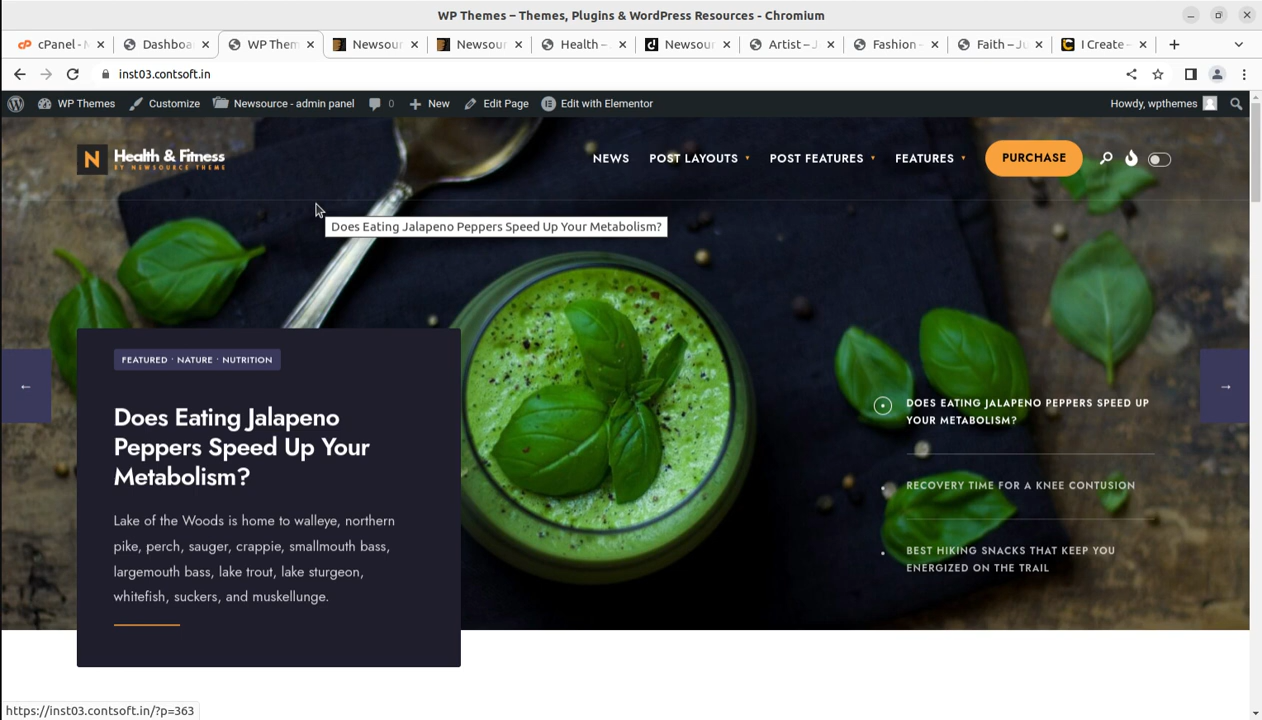 WP Themes – Themes, Plugins & WordPress Resources - Chromium
cPanel -
Dashboa
WP Them
Newsour
Newsour
Health –
Newsour
Artist – J
Fashion -
Faith – Ju
I Create -
inst03.contsoft.in
WP Themes
Customize
Newsource - admin panel
0
New
Edit Page
Edit with Elementor
Howdy, wpthemes
N
Health & Fitness
BY NEWSOURCE THEME
NEWS
POST LAYOUTS
POST FEATURES
FEATURES
PURCHASE
Does Eating Jalapeno Peppers Speed Up Your Metabolism?
FEATURED · NATURE · NUTRITION
Does Eating Jalapeno
Peppers Speed Up Your
Metabolism?
Lake of the Woods is home to walleye, northern
pike, perch, sauger, crappie, smallmouth bass,
largemouth bass, lake trout, lake sturgeon,
whitefish, suckers, and muskellunge.
←
→
DOES EATING JALAPENO PEPPERS SPEED UP
YOUR METABOLISM?
RECOVERY TIME FOR A KNEE CONTUSION
BEST HIKING SNACKS THAT KEEP YOU
ENERGIZED ON THE TRAIL
https://inst03.contsoft.in/?p=363